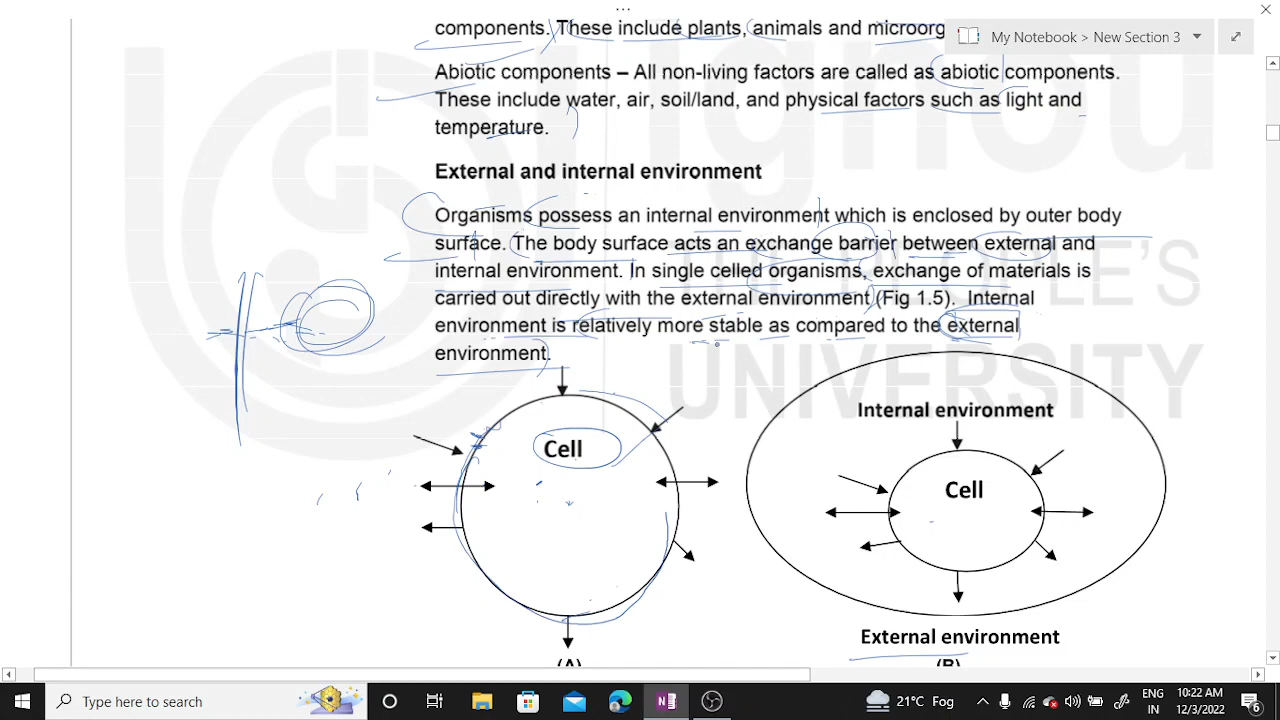 components. These include plants, animals and microorg
My Notebook > New Section 3
Abiotic components – All non-living factors are called as abiotic components.
These include water, air, soil/land, and physical factors such as light and
temperature.
External and internal environment
Organisms possess an internal environment which is enclosed by outer body
surface. The body surface acts an exchange barrier between external and
internal environment. In single celled organisms, exchange of materials is
carried out directly with the external environment (Fig 1.5). Internal
environment is relatively more stable as compared to the external
environment.
ignou
THE PEOPLE'S
UNIVERSITY
Cell
Internal environment
Cell
External environment
(A)
(B)
Type here to search
21°C Fog
ENG
IN
10:22 AM
12/3/2022
6